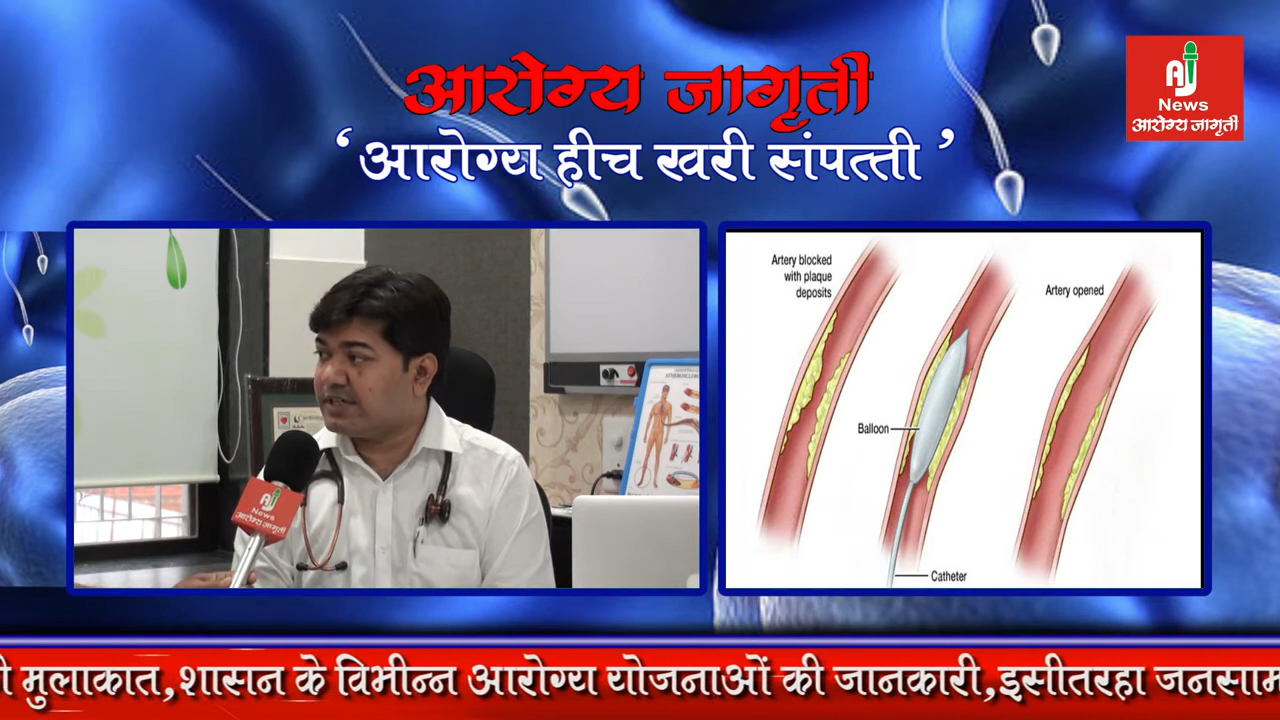 आरोग्य जागृती
‘आरोग्य हीच खरी संपत्ती ’
AJ
News
आरोग्य जागृती
AJ
News
आरोग्य जागृती
Artery blocked
with plaque
deposits
Artery opened
Balloon
Catheter
मुलाकात,शासन के विभीन्न आरोग्य योजनाओं की जानकारी,इसीतरहा